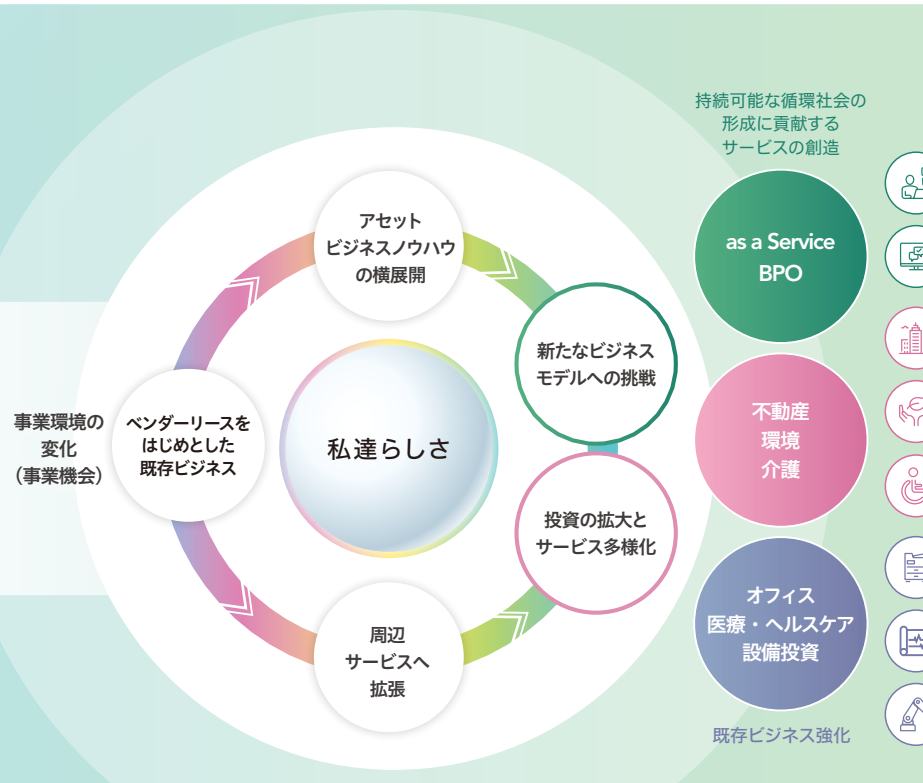 事業環境の
変化
（事業機会）
ベンダーリースを
はじめとした
既存ビジネス
アセット
ビジネスノウハウ
の横展開
私達らしさ
周辺
サービスへ
拡張
新たなビジネス
モデルへの挑戦
投資の拡大と
サービス多様化
持続可能な循環社会の
形成に貢献する
サービスの創造
as a Service
BPO
不動産
環境
介護
オフィス
医療・ヘルスケア
設備投資
既存ビジネス強化